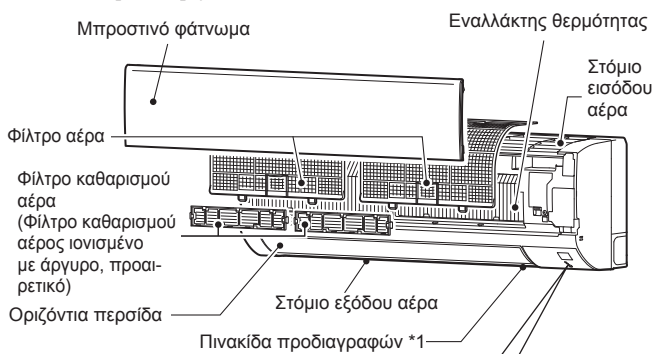 Μπροστινό φάτνωμα
Εναλλάκτης θερμότητας
Στόμιο
εισόδου
αέρα
Φίλτρο αέρα
Φίλτρο καθαρισμού
αέρα
(Φίλτρο καθαρισμού
αέρος ιονισμένο
με άργυρο, προαι-
ρετικό)
Οριζόντια περσίδα
Στόμιο εξόδου αέρα
Πινακίδα προδιαγραφών *1